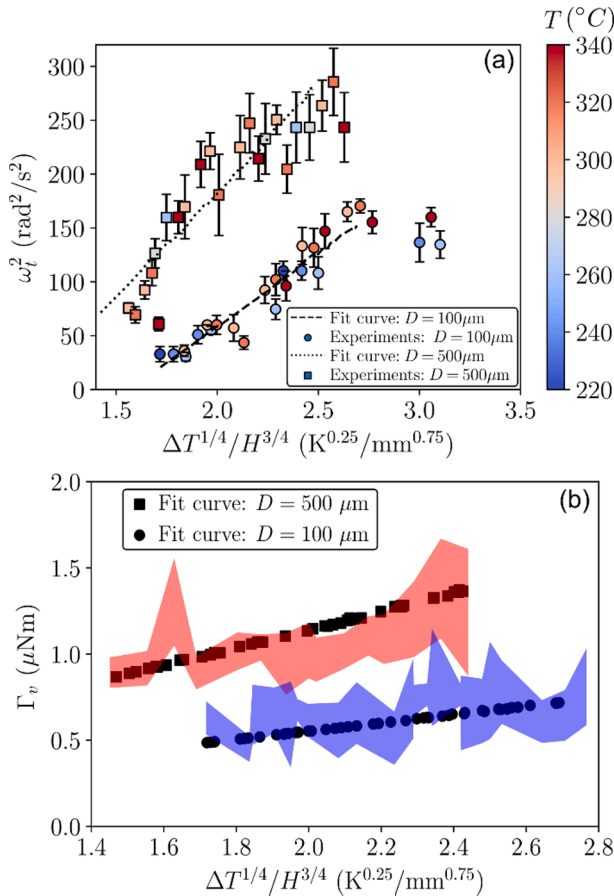 (a)
T (°C)
300
250
200
150
100
50
0
ω_t^2 (rad^2/s^2)
1.5 2.0 2.5 3.0 3.5
ΔT^{1/4}/H^{3/4} (K^{0.25}/mm^{0.75})
Fit curve: D = 100μm
Experiments: D = 100μm
Fit curve: D = 500μm
Experiments: D = 500μm
340
320
300
280
260
240
220
(b)
2.0
1.5
1.0
0.5
0.0
Γ_v (μNm)
Fit curve: D = 500 μm
Fit curve: D = 100 μm
1.4 1.6 1.8 2.0 2.2 2.4 2.6 2.8
ΔT^{1/4}/H^{3/4} (K^{0.25}/mm^{0.75})